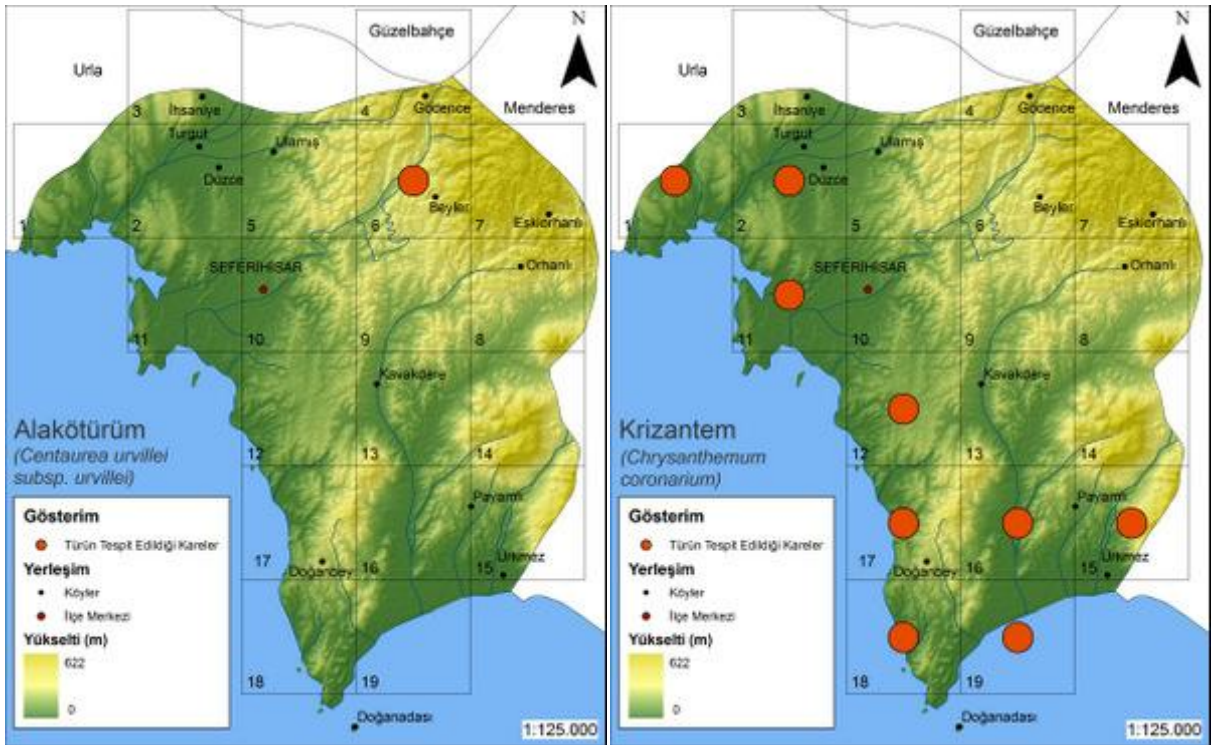 N
Güzelbahçe
Urla
3
4
İhsaniye
Gödence
Menderes
Turgut
Ulamış
Düzce
Beyler
1
2
5
6
7
Eskiorhanlı
SEFERİHİSAR
Orhanlı
11
10
9
8
Kavakdere
Alakötürüm
(Centaurea urvillei
subsp. urvillei)
12
13
14
Payamlı
Gösterim
Türün Tespit Edildiği Kareler
Yerleşim
Köyler
İlçe Merkezi
Yükselti (m)
622
0
17
Doğanbey
16
15
Ürkmez
18
19
Doğanadası
1:125.000
N
Güzelbahçe
Urla
3
4
İhsaniye
Gödence
Menderes
Turgut
Ulamış
Düzce
Beyler
1
2
5
6
7
Eskiorhanlı
SEFERİHİSAR
Orhanlı
11
10
9
8
Kavakdere
Krizantem
(Chrysanthemum
coronarium)
12
13
14
Payamlı
Gösterim
Türün Tespit Edildiği Kareler
Yerleşim
Köyler
İlçe Merkezi
Yükselti (m)
622
0
17
Doğanbey
16
15
Ürkmez
18
19
Doğanadası
1:125.000